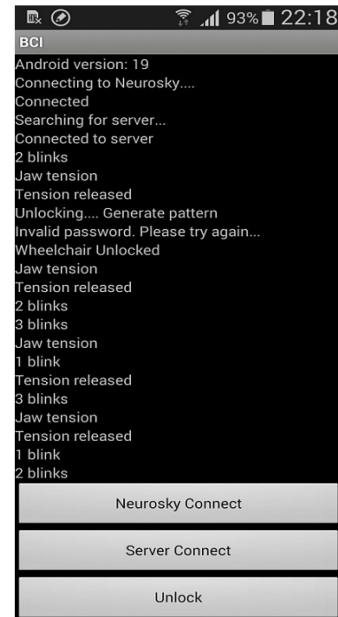 93% 22:18
BCI
Android version: 19
Connecting to Neurosky....
Connected
Searching for server...
Connected to server
2 blinks
Jaw tension
Tension released
Unlocking.... Generate pattern
Invalid password. Please try again...
Wheelchair Unlocked
Jaw tension
Tension released
2 blinks
3 blinks
Jaw tension
1 blink
Tension released
3 blinks
Jaw tension
Tension released
1 blink
2 blinks
Neurosky Connect
Server Connect
Unlock